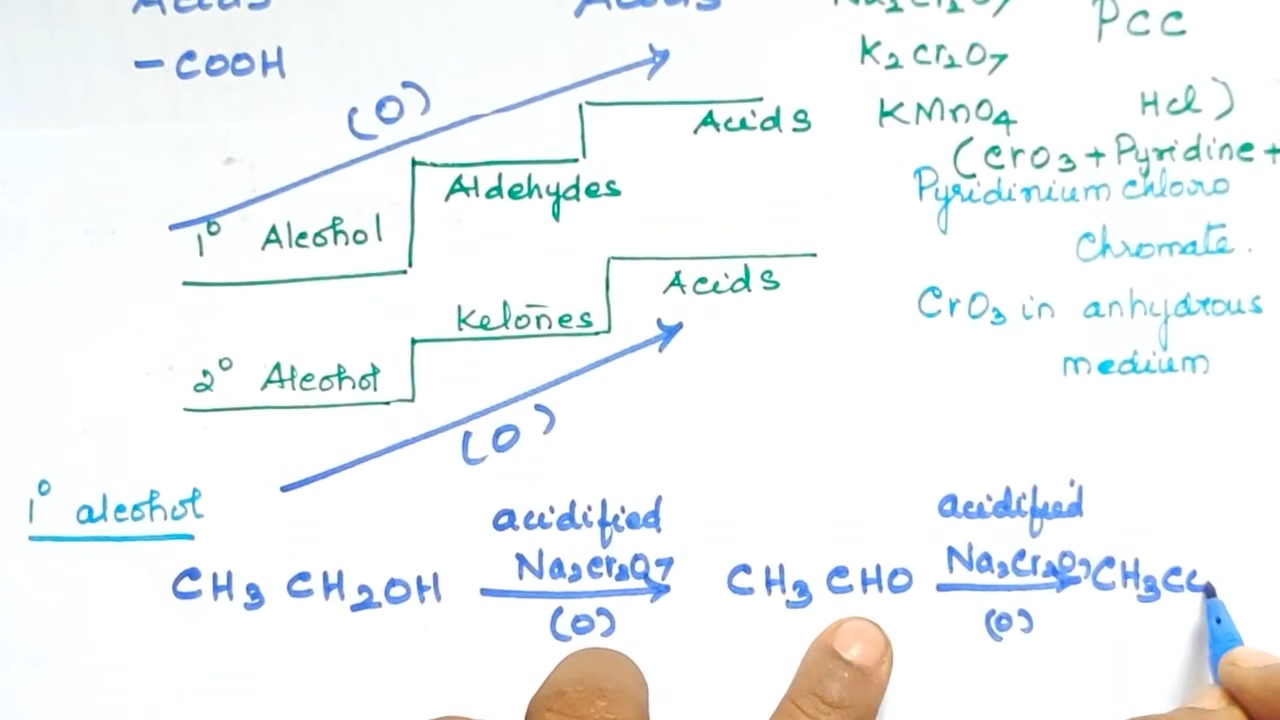 - COOH
PCC
K2Cr2O7
(O)
Acids
KMnO4
HCl)
(CrO3 + Pyridine +
Aldehydes
Pyridinium chloro
chromate.
1° Alcohol
Acids
CrO3 in anhydrous
medium
Ketones
2° Alcohol
(O)
1° alcohol
acidified
acidified
CH3 CH2OH
Na2Cr2O7
CH3 CHO
Na2Cr2O7
CH3CO
(O)
(O)